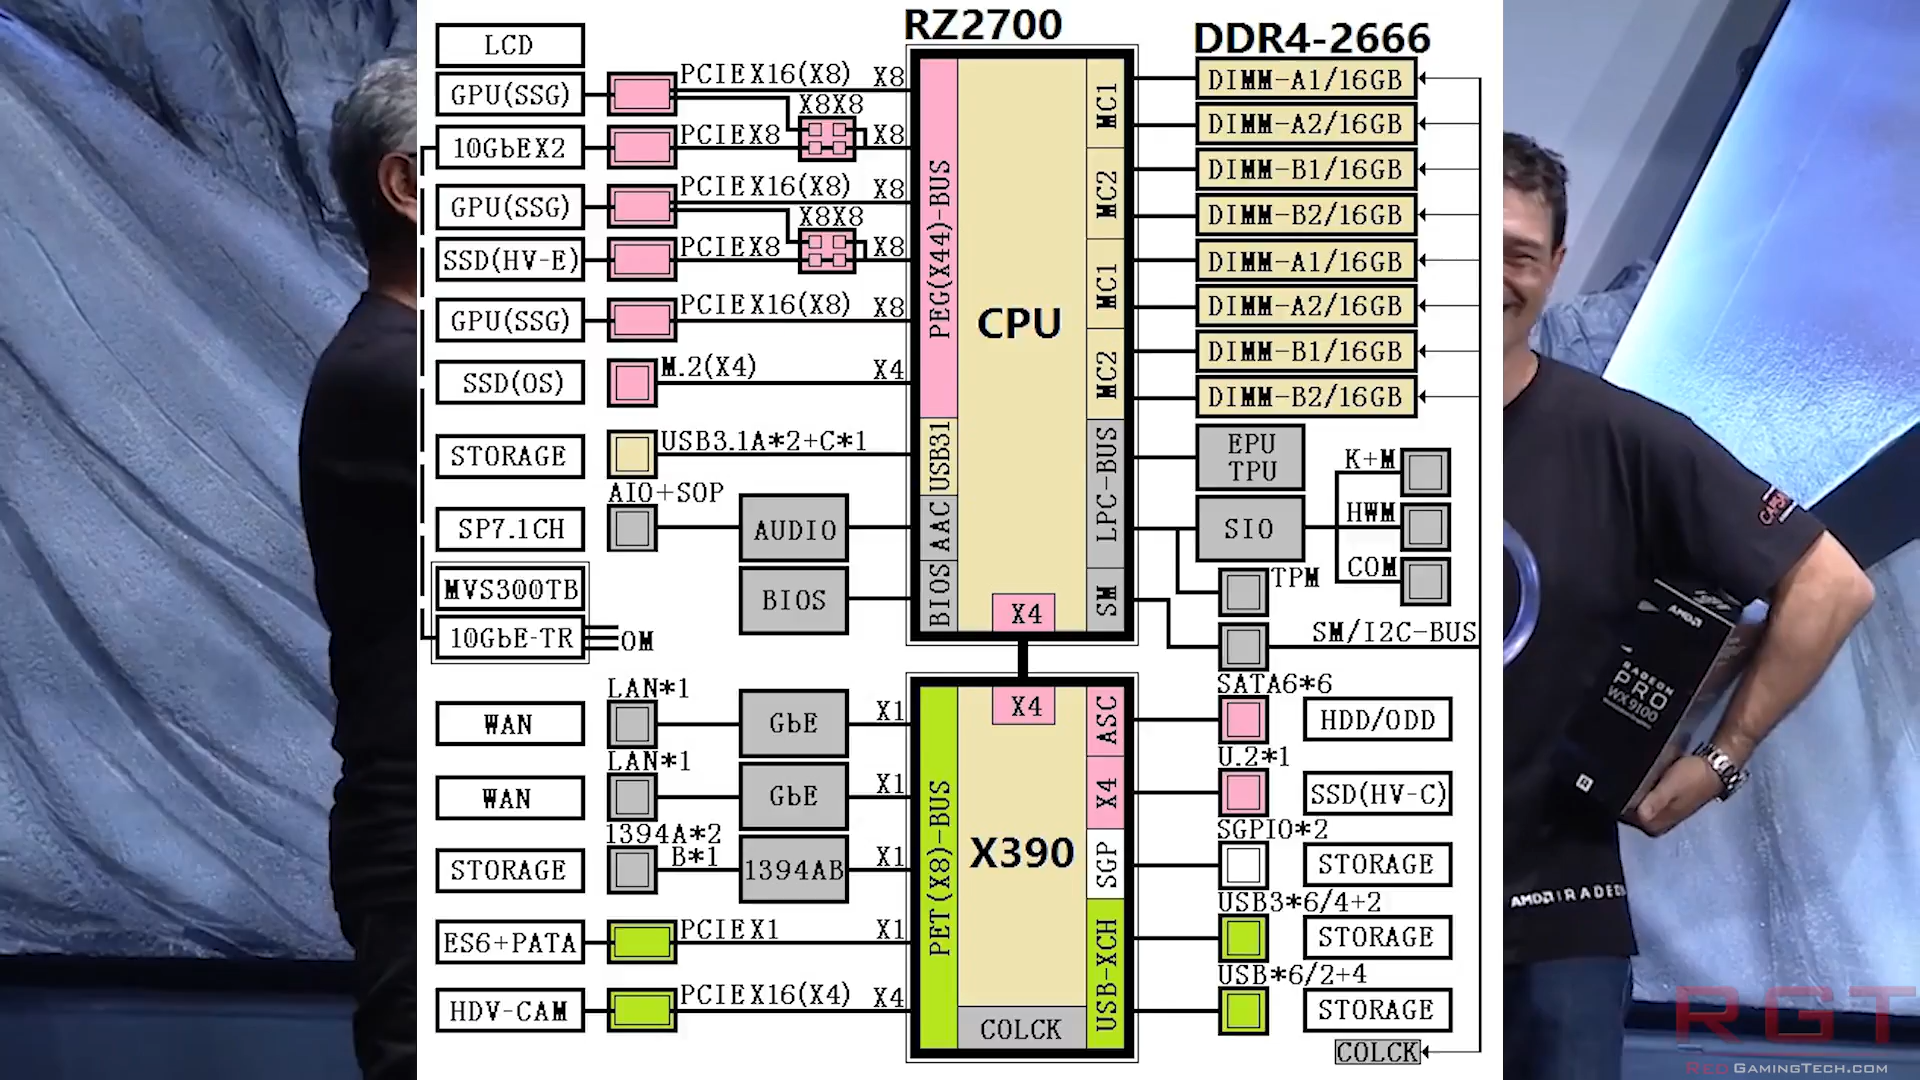 RZ2700
DDR4-2666
LCD
GPU(SSG)
PCIEX16(X8)
X8
X8X8
10GbEX2
PCIEX8
X8
GPU(SSG)
PCIEX16(X8)
X8
X8X8
SSD(HV-E)
PCIEX8
X8
GPU(SSG)
PCIEX16(X8)
X8
SSD(OS)
M.2(X4)
X4
STORAGE
USB3.1A*2+C*1
AIO+SOP
SP7.1CH
AUDIO
MVS300TB
BIOS
10GbE-TR
OM
PEG(X44)-BUS
USB31
AAC
BIOS
CPU
X4
MC1
MC2
MC1
MC2
LPC-BUS
SM
DIMM-A1/16GB
DIMM-A2/16GB
DIMM-B1/16GB
DIMM-B2/16GB
DIMM-A1/16GB
DIMM-A2/16GB
DIMM-B1/16GB
DIMM-B2/16GB
EPU
TPU
SIO
K+M
HWM
COM
TPM
SM/I2C-BUS
LAN*1
WAN
GbE
X1
LAN*1
WAN
GbE
X1
1394A*2
B*1
STORAGE
1394AB
X1
ES6+PATA
PCIEX1
X1
HDV-CAM
PCIEX16(X4)
X4
PET(X8)-BUS
X4
X390
COLCK
ASC
X4
SGP
USB-XCH
SATA6*6
HDD/ODD
U.2*1
SSD(HV-C)
SGPIO*2
STORAGE
USB3*6/4+2
STORAGE
USB*6/2+4
STORAGE
COLCK
AMD
RADEON
PRO
WX 9100
AMD RADEON
RGT
RedGamingTech.com